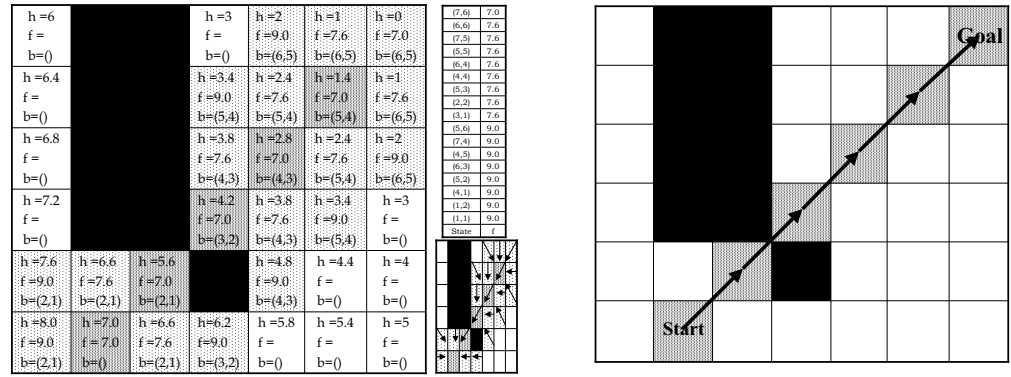 h =6
f =
b=()
h =3
f =
b=()
h =2
f =9.0
b=(6,5)
h =1
f =7.6
b=(6,5)
h =0
f =7.0
b=(6,5)
h =6.4
f =
b=()
h =3.4
f =9.0
b=(5,4)
h =2.4
f =7.6
b=(5,4)
h =1.4
f =7.0
b=(5,4)
h =1
f =7.6
b=(6,5)
h =6.8
f =
b=()
h =3.8
f =7.6
b=(4,3)
h =2.8
f =7.0
b=(4,3)
h =2.4
f =7.6
b=(5,4)
h =2
f =9.0
b=(6,5)
h =7.2
f =
b=()
h =4.2
f =7.0
b=(3,2)
h =3.8
f =7.6
b=(4,3)
h =3.4
f =9.0
b=(5,4)
h =3
f =
b=()
h =7.6
f =9.0
b=(2,1)
h =6.6
f =7.6
b=(2,1)
h =5.6
f =7.0
b=(2,1)
h =4.8
f =9.0
b=(4,3)
h =4.4
f =
b=()
h =4
f =
b=()
h =8.0
f =9.0
b=(2,1)
h =7.0
f = 7.0
b=()
h =6.6
f =7.6
b=(2,1)
h=6.2
f=9.0
b=(3,2)
h =5.8
f =
b=()
h =5.4
f =
b=()
h =5
f =
b=()
(7,6) 7.0
(6,6) 7.6
(7,5) 7.6
(5,5) 7.6
(6,4) 7.6
(4,4) 7.6
(5,3) 7.6
(2,2) 7.6
(3,1) 7.6
(5,6) 9.0
(7,4) 9.0
(4,5) 9.0
(6,3) 9.0
(5,2) 9.0
(4,1) 9.0
(1,2) 9.0
(1,1) 9.0
State f
Goal
Start